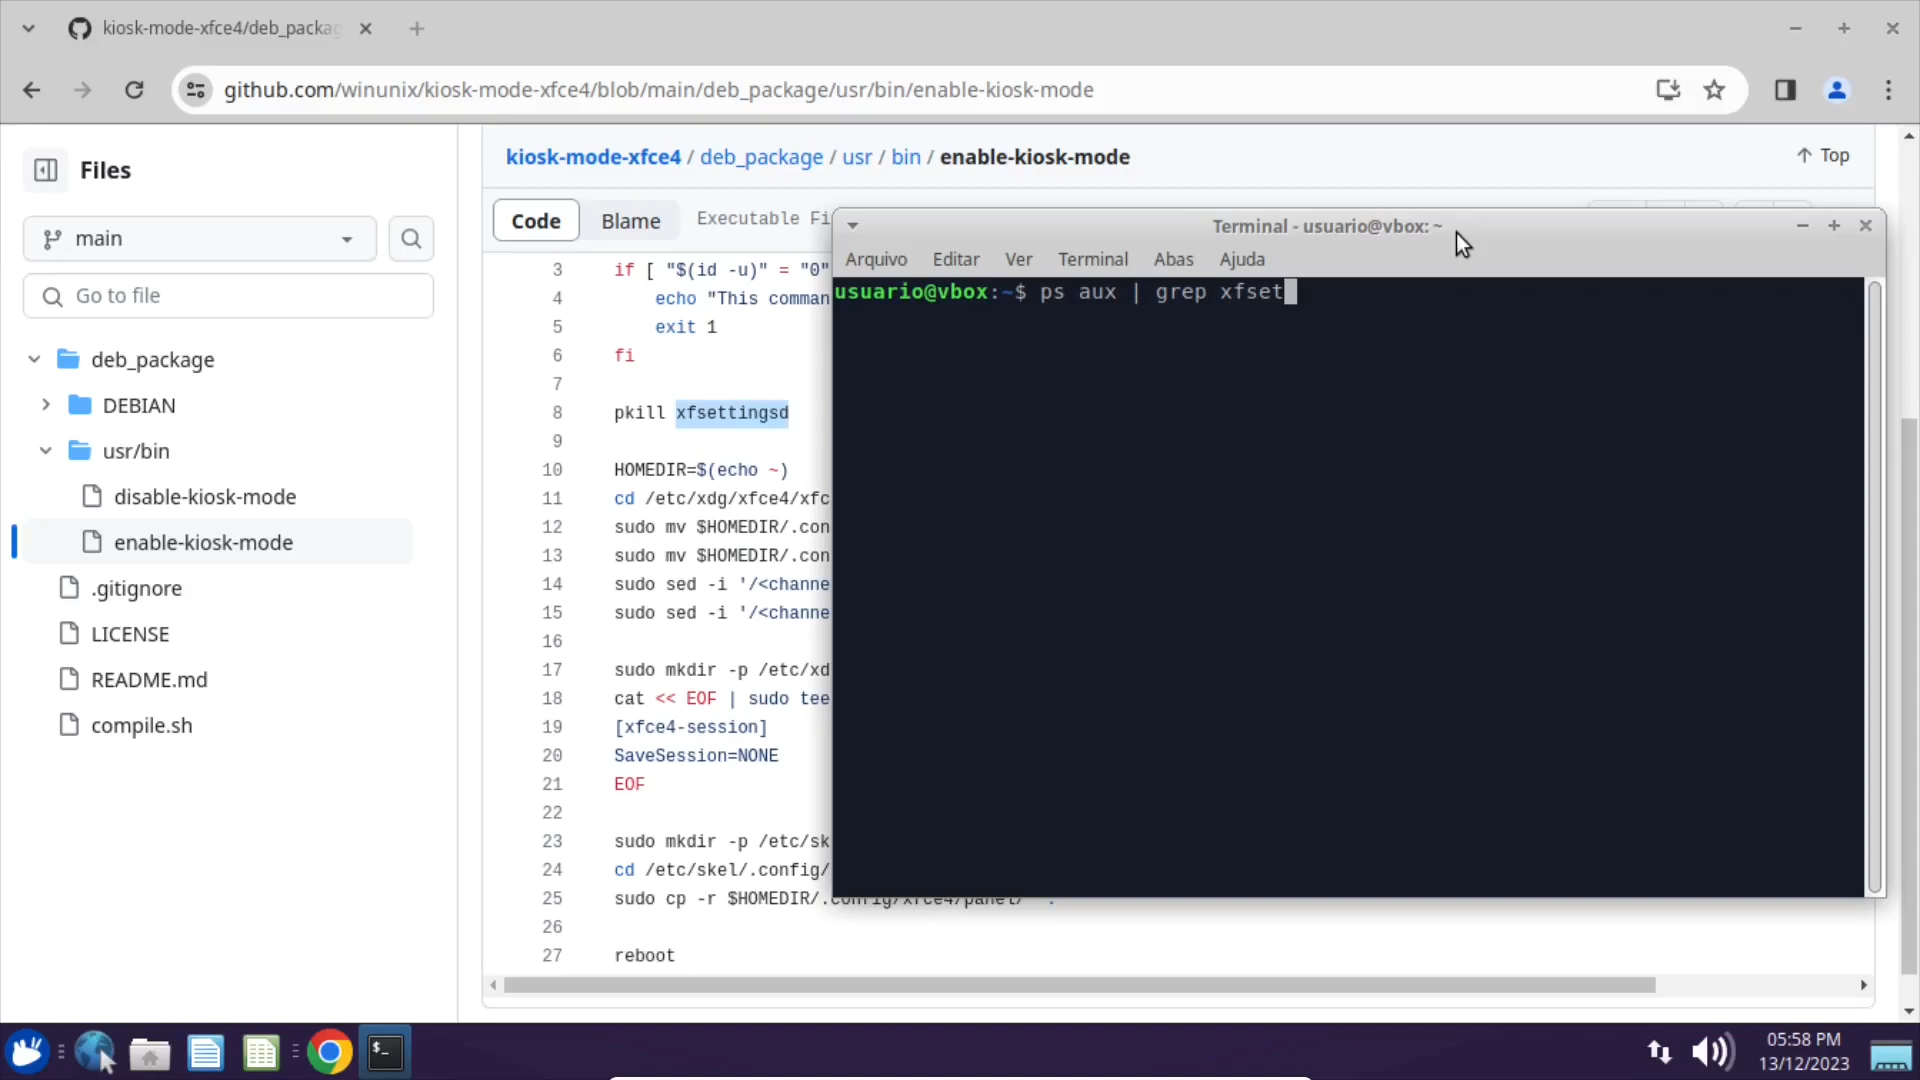 kiosk-mode-xfce4/deb_packa
github.com/winunix/kiosk-mode-xfce4/blob/main/deb_package/usr/bin/enable-kiosk-mode
Files
main
Go to file
deb_package
DEBIAN
usr/bin
disable-kiosk-mode
enable-kiosk-mode
.gitignore
LICENSE
README.md
compile.sh
kiosk-mode-xfce4 / deb_package / usr / bin / enable-kiosk-mode
Top
Code Blame Executable Fi
3 if [ "$(id -u)" = "0"
4 echo "This comman
5 exit 1
6 fi
7
8 pkill xfsettingsd
9
10 HOMEDIR=$(echo ~)
11 cd /etc/xdg/xfce4/xfc
12 sudo mv $HOMEDIR/.con
13 sudo mv $HOMEDIR/.con
14 sudo sed -i '/<channe
15 sudo sed -i '/<channe
16
17 sudo mkdir -p /etc/xd
18 cat << EOF | sudo tee
19 [xfce4-session]
20 SaveSession=NONE
21 EOF
22
23 sudo mkdir -p /etc/sk
24 cd /etc/skel/.config/
25 sudo cp -r $HOMEDIR/.config/xfce4/panel/ .
26
27 reboot
Terminal - usuario@vbox: ~
Arquivo Editar Ver Terminal Abas Ajuda
usuario@vbox:~$ ps aux | grep xfset
05:58 PM
13/12/2023